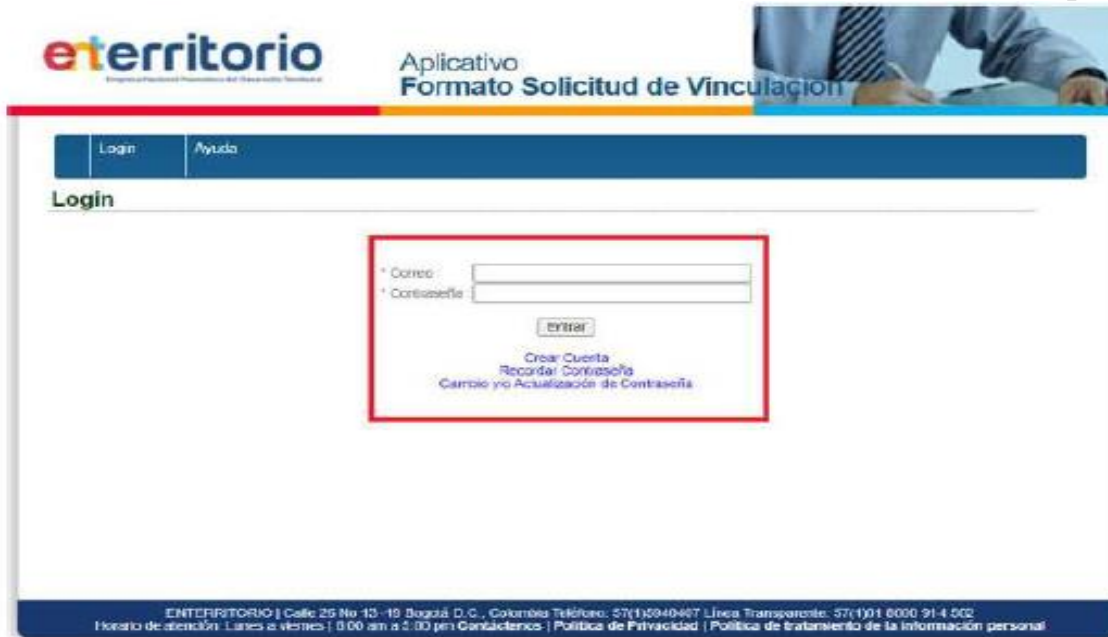 enterritorio
Aplicativo
Formato Solicitud de Vinculación
Login Ayuda
Login
* Correo
* Contraseña
Entrar
Crear Cuenta
Recordar Contraseña
Cambio y/o Actualización de Contraseña
ENTERRITORIO | Calle 26 No 13-19 Bogotá D.C., Colombia Teléfono: 57(1)5940407 Línea Transparente: 57(1)01 8000 914 502
Horario de atención: Lunes a viernes | 8:00 am a 5:00 pm Contáctenos | Política de Privacidad | Política de tratamiento de la información personal